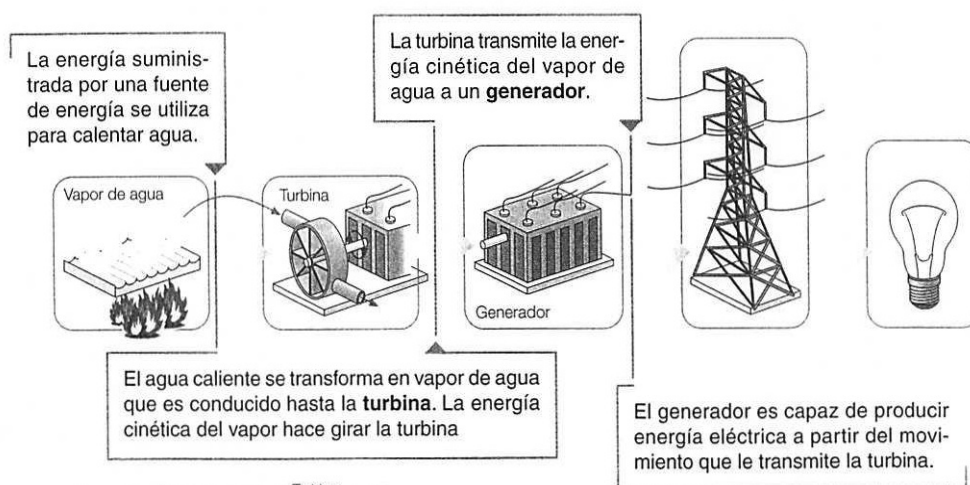 La energía suminis-
trada por una fuente
de energía se utiliza
para calentar agua.
La turbina transmite la ener-
gía cinética del vapor de
agua a un generador.
Vapor de agua
Turbina
Generador
El agua caliente se transforma en vapor de agua
que es conducido hasta la turbina. La energía
cinética del vapor hace girar la turbina
El generador es capaz de producir
energía eléctrica a partir del movi-
miento que le transmite la turbina.